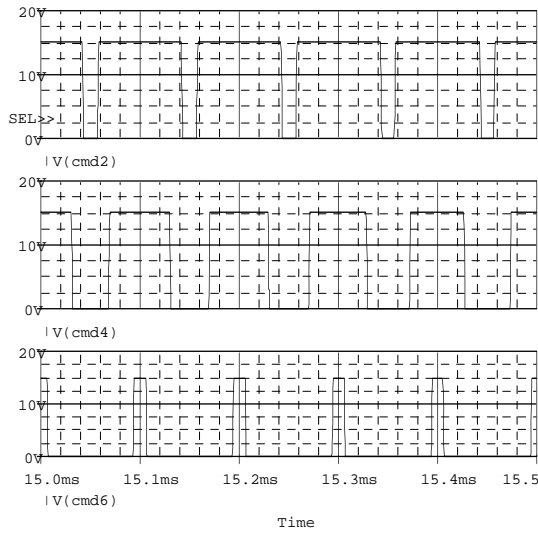 20V
10V
SEL>>
0V
V(cmd2)
20V
10V
0V
V(cmd4)
20V
10V
0V
15.0ms 15.1ms 15.2ms 15.3ms 15.4ms 15.5
V(cmd6)
Time